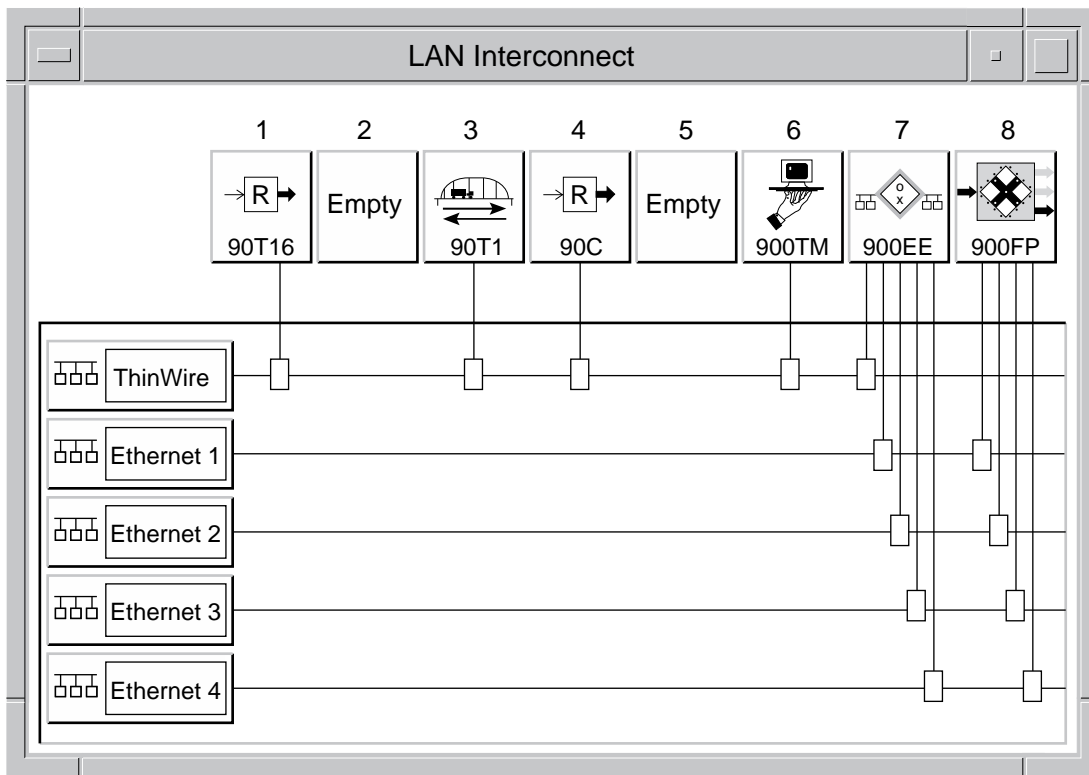 LAN Interconnect
1 2 3 4 5 6 7 8
R Empty R Empty o
x
90T16 90T1 90C 900TM 900EE 900FP
ThinWire
Ethernet 1
Ethernet 2
Ethernet 3
Ethernet 4